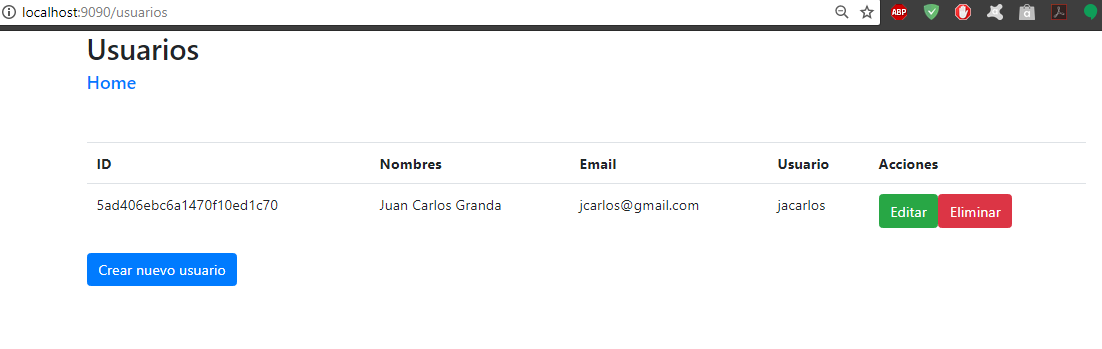 localhost:9090/usuarios
ABP
a
Usuarios
Home
ID Nombres Email Usuario Acciones
5ad406ebc6a1470f10ed1c70 Juan Carlos Granda jcarlos@gmail.com jacarlos Editar Eliminar
Crear nuevo usuario